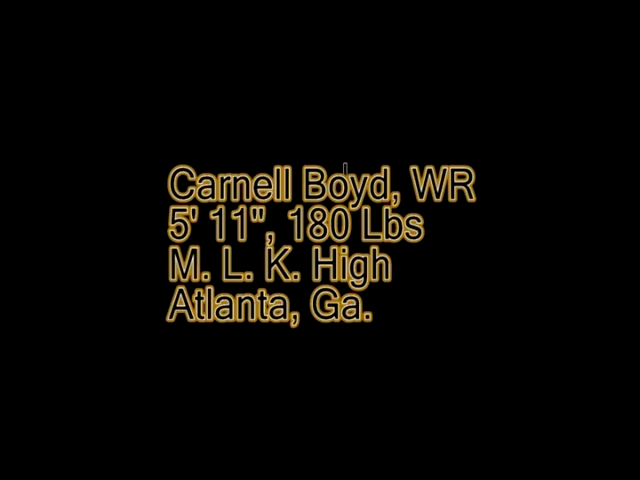 Carnell Boyd, WR
5' 11", 180 Lbs
M. L. K. High
Atlanta, Ga.